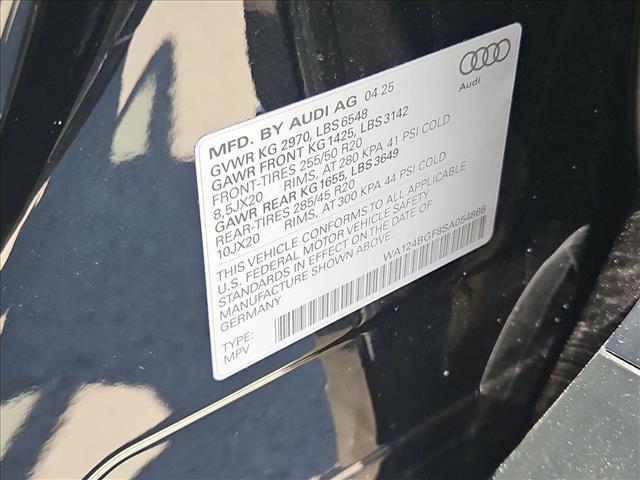 Audi
MFD. BY AUDI AG 04 25
GVWR KG 2970, LBS 6548
GAWR FRONT KG 1425, LBS 3142
FRONT-TIRES 255/50 R20
8,5JX20 RIMS, AT 280 KPA 41 PSI COLD
GAWR REAR KG 1655, LBS 3649
REAR-TIRES 285/45 R20
10JX20 RIMS, AT 300 KPA 44 PSI COLD
THIS VEHICLE CONFORMS TO ALL APPLICABLE
U.S. FEDERAL MOTOR VEHICLE SAFETY
STANDARDS IN EFFECT ON THE DATE OF
MANUFACTURE SHOWN ABOVE.
GERMANY
WA124BGF8SA054866
TYPE:
MPV